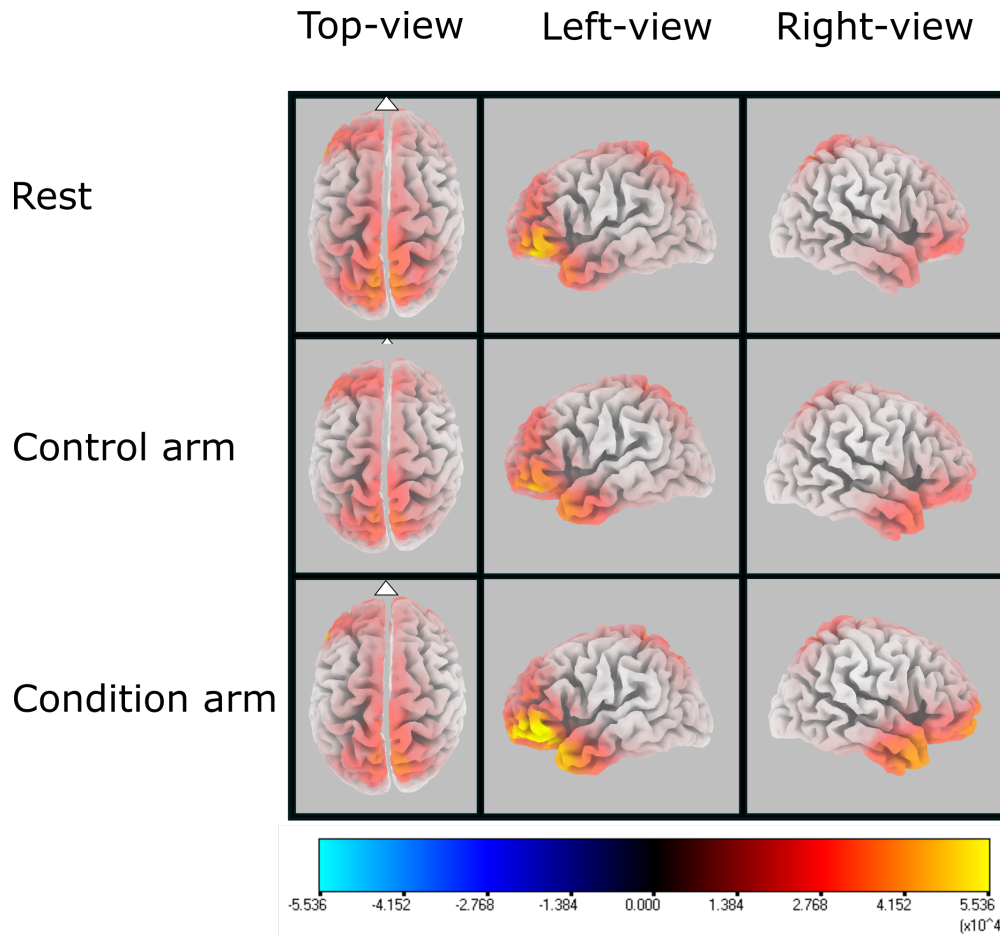 Top-view Left-view Right-view
Rest
Control arm
Condition arm
-5.536 -4.152 -2.768 -1.384 0.000 1.384 2.768 4.152 5.536
(x10^4